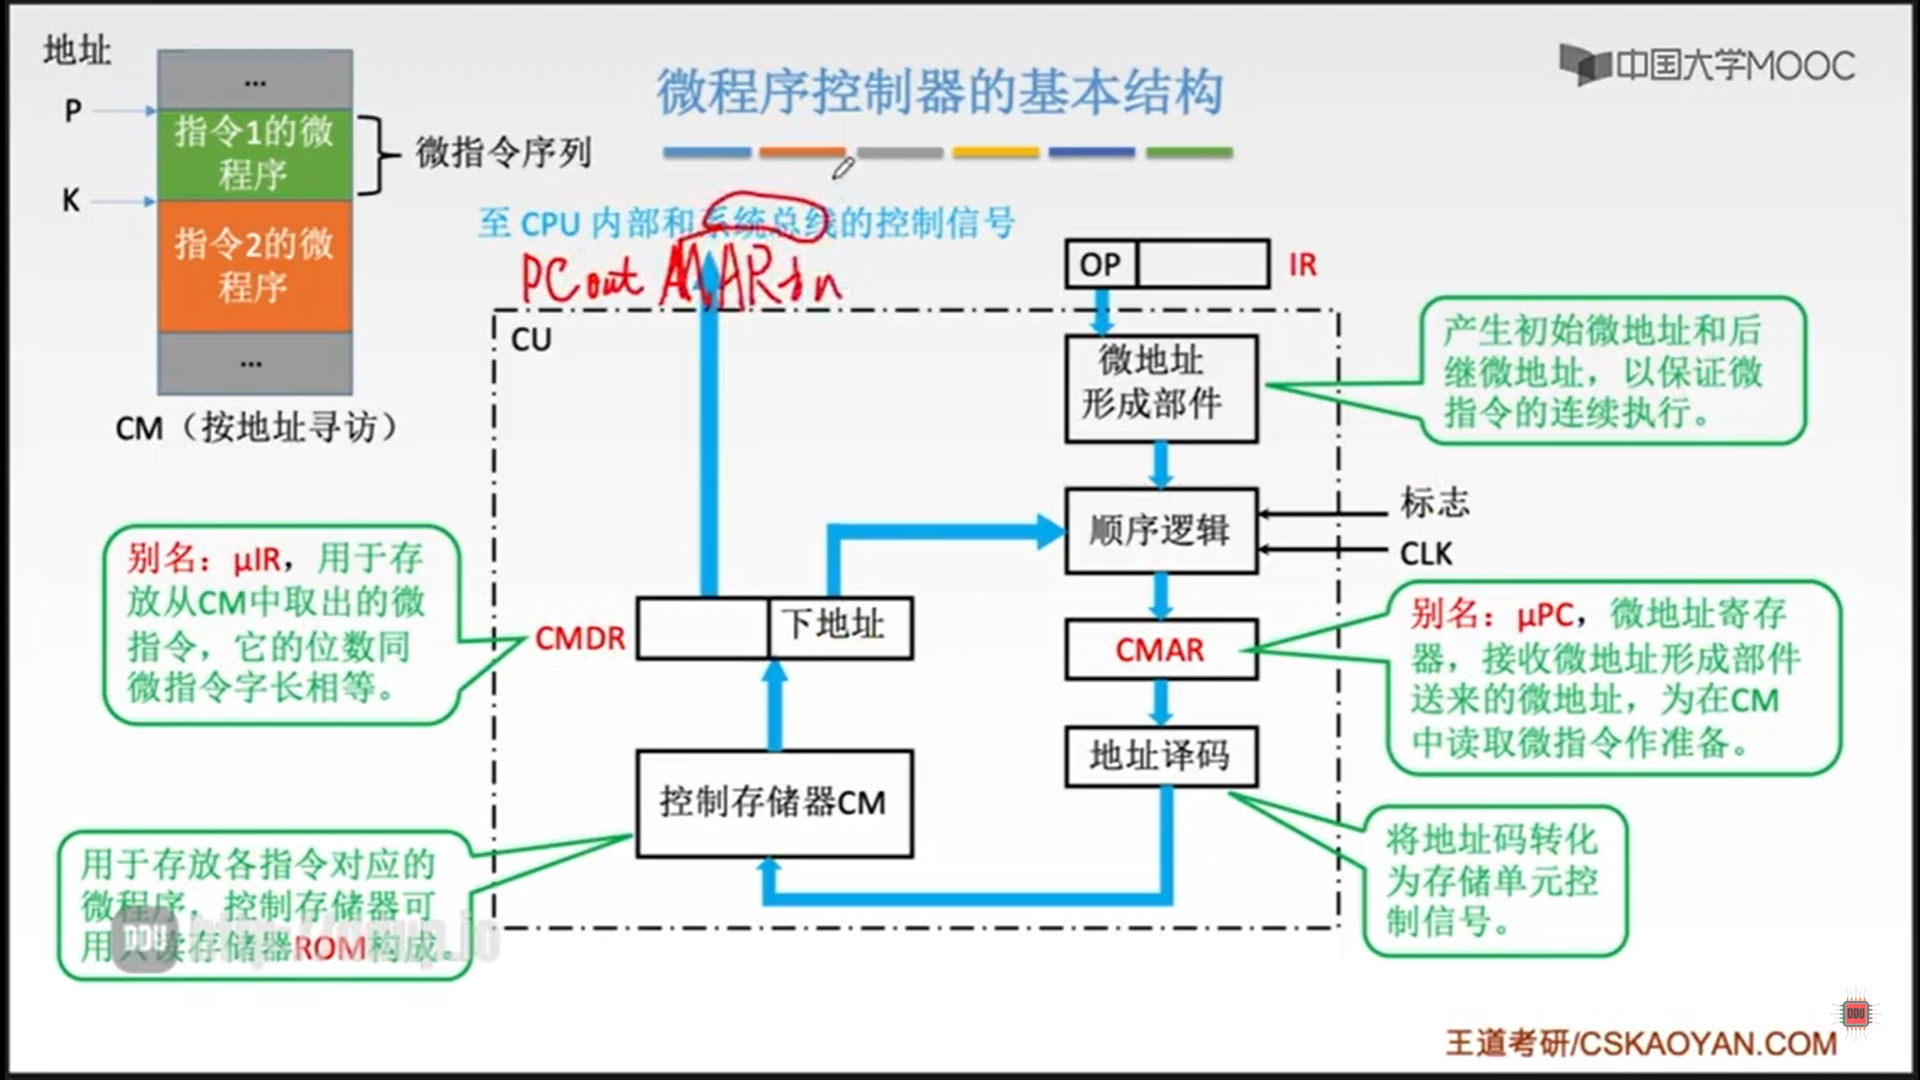 地址
...
P
指令1的微
程序
微指令序列
K
指令2的微
程序
...
CM（按地址寻访）
微程序控制器的基本结构
中国大学MOOC
至 CPU 内部和系统总线的控制信号
PCout MARin
OP
IR
CU
微地址
形成部件
产生初始微地址和后
继微地址，以保证微
指令的连续执行。
顺序逻辑
标志
CLK
别名：μIR，用于存
放从CM中取出的微
指令，它的位数同
微指令字长相等。
CMDR
下地址
CMAR
别名：μPC，微地址寄存
器，接收微地址形成部件
送来的微地址，为在CM
中读取微指令作准备。
地址译码
控制存储器CM
将地址码转化
为存储单元控
制信号。
用于存放各指令对应的
微程序，控制存储器可
用只读存储器ROM构成。
DDU
DDU
王道考研/CSKAOYAN.COM